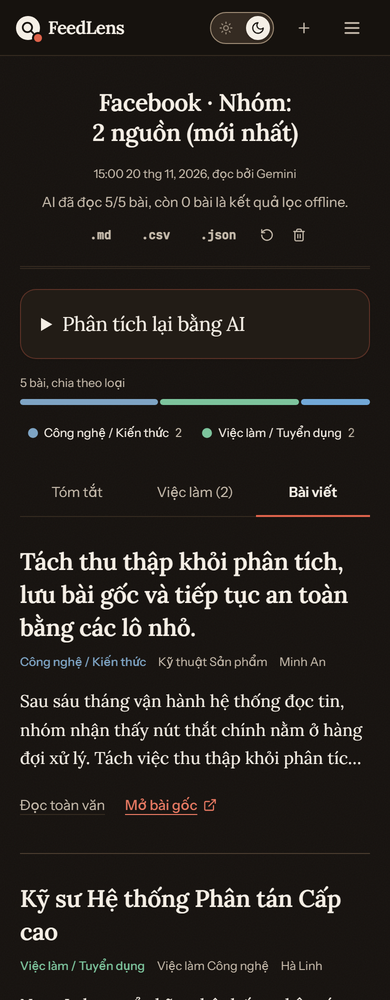 FeedLens
Facebook · Nhóm:
2 nguồn (mới nhất)
15:00 20 thg 11, 2026, đọc bởi Gemini
AI đã đọc 5/5 bài, còn 0 bài là kết quả lọc offline.
.md .csv .json
Phân tích lại bằng AI
5 bài, chia theo loại
Công nghệ / Kiến thức 2 Việc làm / Tuyển dụng 2
Tóm tắt Việc làm (2) Bài viết
Tách thu thập khỏi phân tích,
lưu bài gốc và tiếp tục an toàn
bằng các lô nhỏ.
Công nghệ / Kiến thức Kỹ thuật Sản phẩm Minh An
Sau sáu tháng vận hành hệ thống đọc tin,
nhóm nhận thấy nút thắt chính nằm ở hàng
đợi xử lý. Tách việc thu thập khỏi phân tíc...
Đọc toàn văn Mở bài gốc
Kỹ sư Hệ thống Phân tán Cấp
cao
Việc làm / Tuyển dụng Việc làm Công nghệ Hà Linh